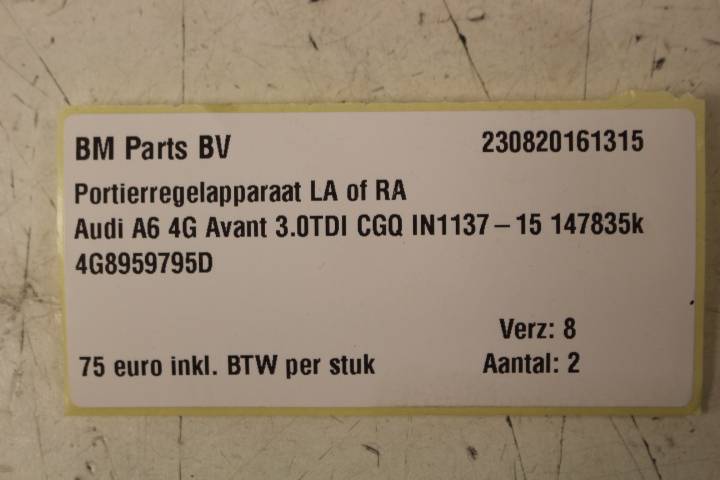 BM Parts BV 230820161315
Portierregelapparaat LA of RA
Audi A6 4G Avant 3.0TDI CGQ IN1137 – 15 147835k
4G8959795D
Verz: 8
75 euro inkl. BTW per stuk Aantal: 2